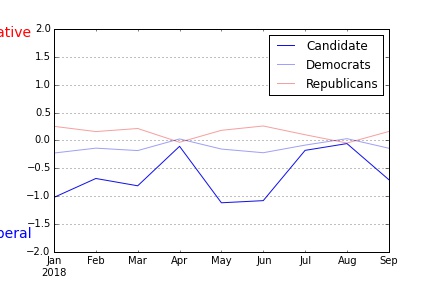 ative
beral
2.0
1.5
1.0
0.5
0.0
−0.5
−1.0
−1.5
−2.0
Candidate
Democrats
Republicans
Jan Feb Mar Apr May Jun Jul Aug Sep
2018